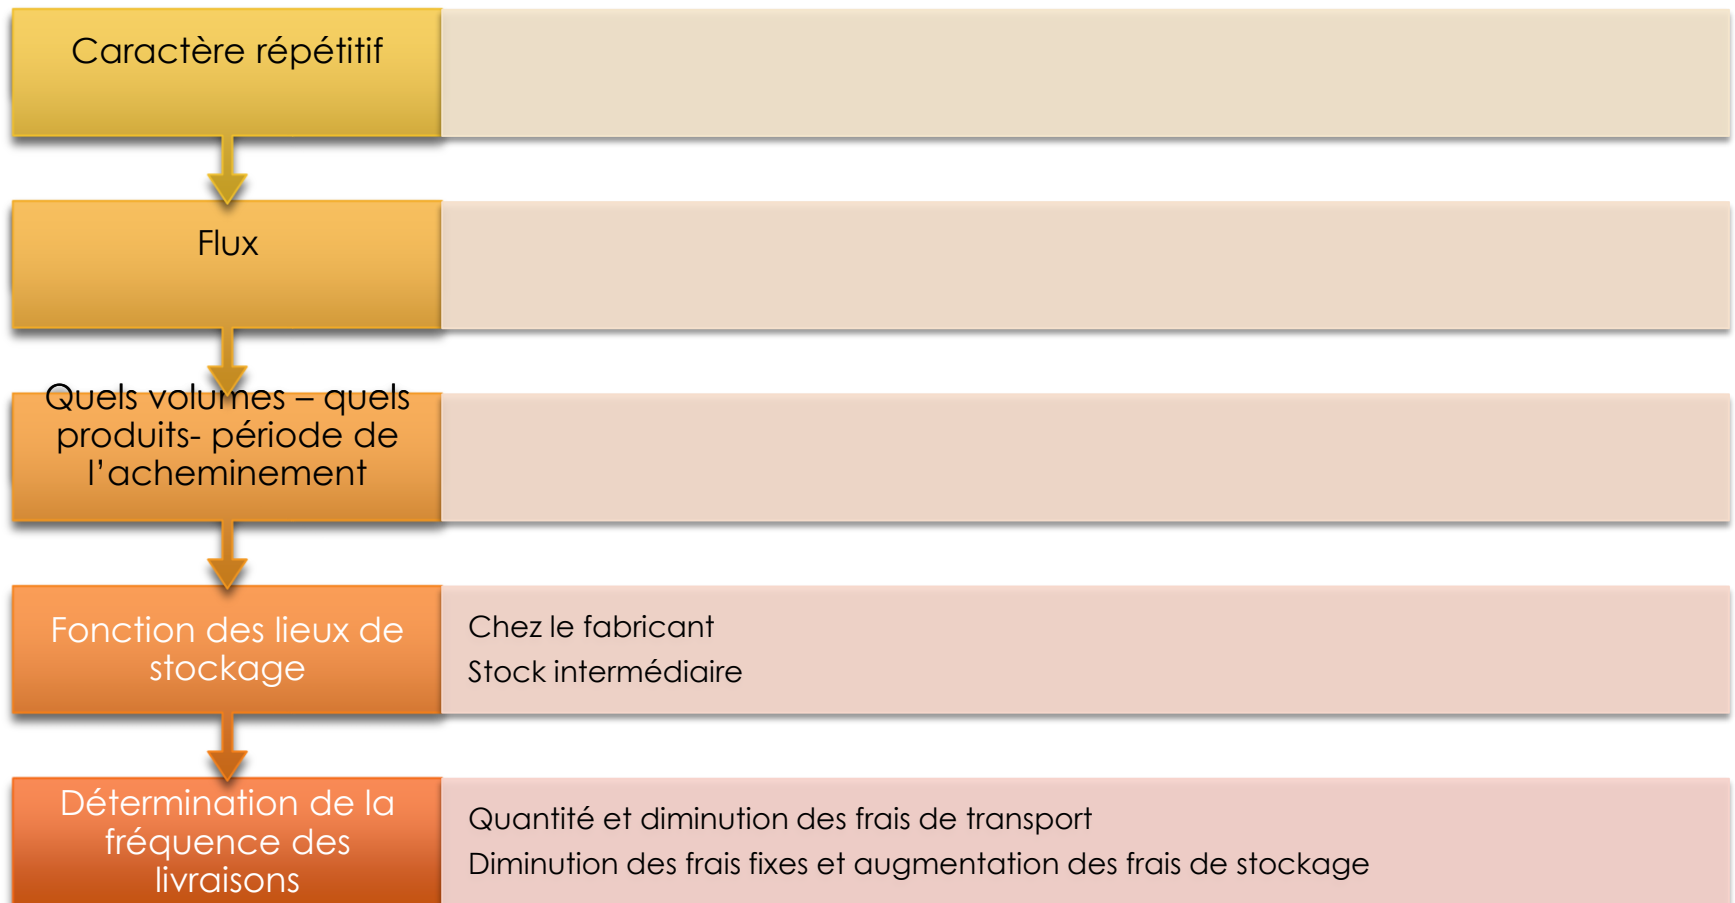 Caractère répétitif
Flux
Quels volumes – quels
produits- période de
l’acheminement
Fonction des lieux de
stockage
Chez le fabricant
Stock intermédiaire
Détermination de la
fréquence des
livraisons
Quantité et diminution des frais de transport
Diminution des frais fixes et augmentation des frais de stockage